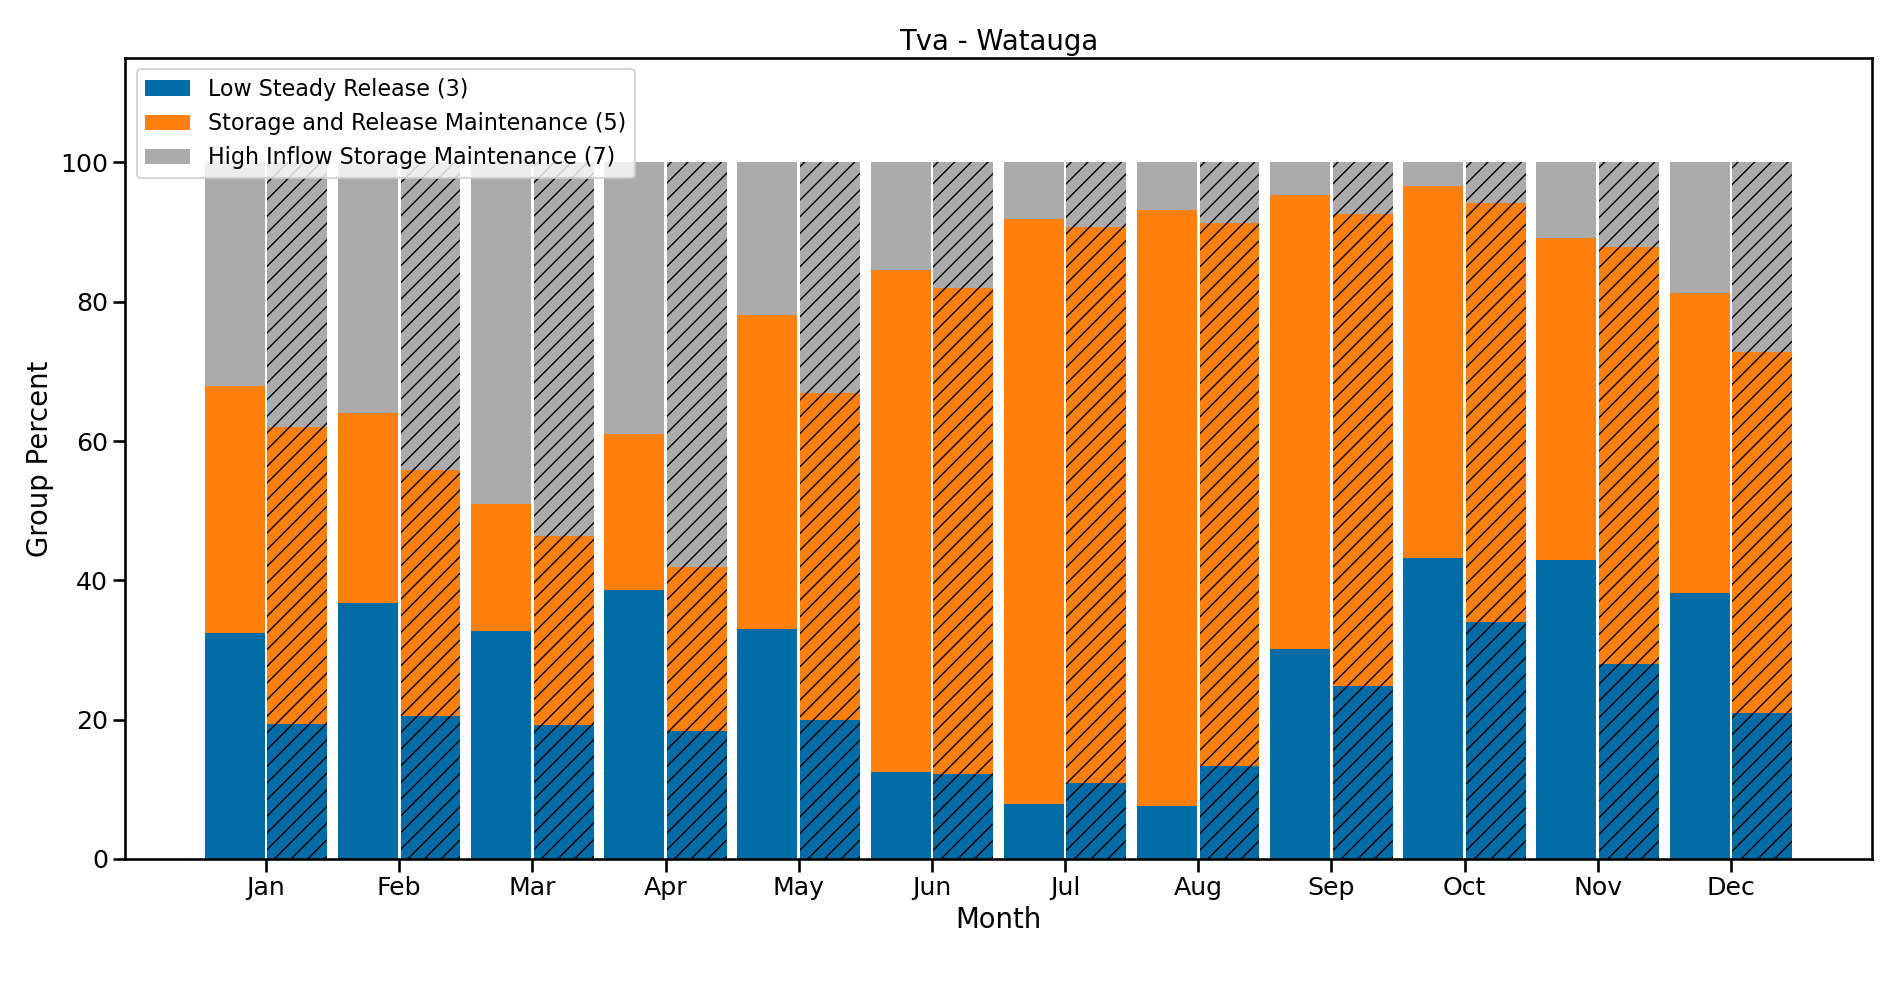 Tva - Watauga
Low Steady Release (3)
Storage and Release Maintenance (5)
High Inflow Storage Maintenance (7)
100
80
60
40
20
0
Group Percent
Jan Feb Mar Apr May Jun Jul Aug Sep Oct Nov Dec
Month